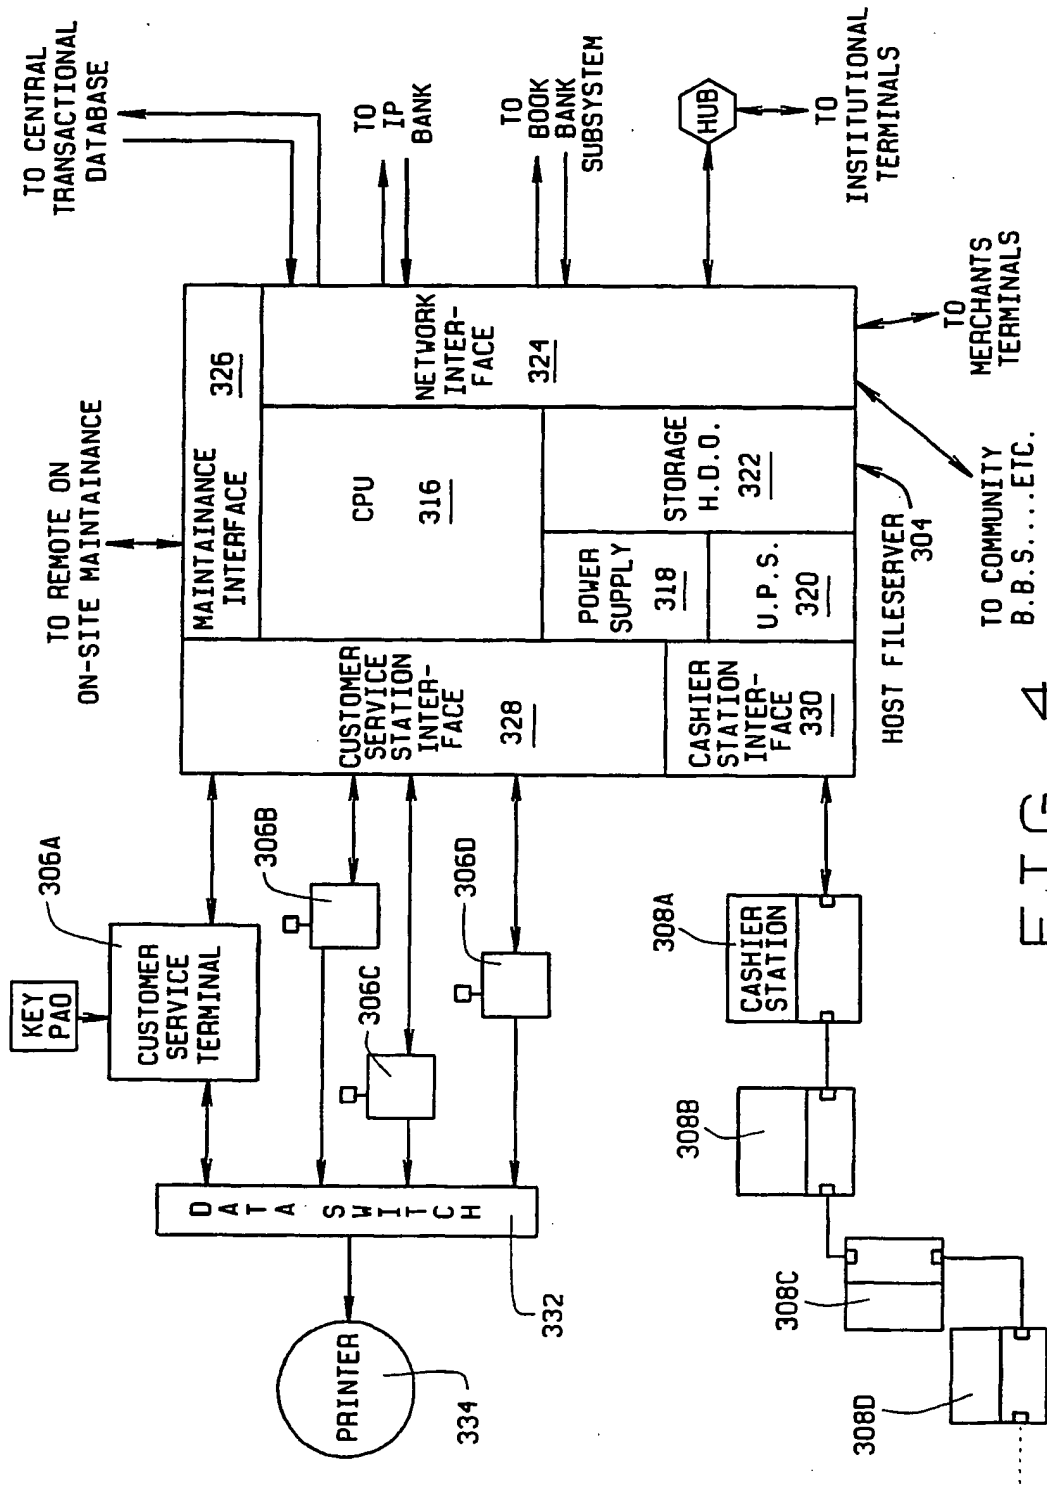 TO CENTRAL
TRANSACTIONAL
DATABASE
TO
IP
BANK
TO
BOOK
BANK
SUBSYSTEM
HUB
TO
INSTITUTIONAL
TERMINALS
TO REMOTE ON
ON-SITE MAINTAINANCE
MAINTAINANCE
INTERFACE
326
NETWORK
INTER-
FACE
324
CPU
316
STORAGE
H.D.O.
322
POWER
SUPPLY
318
U.P.S.
320
CUSTOMER
SERVICE
STATION
INTER-
FACE
328
CASHIER
STATION
INTER-
FACE
330
HOST FILESERVER
304
TO
MERCHANTS
TERMINALS
TO COMMUNITY
B.B.S....ETC.
KEY
PAO
CUSTOMER
SERVICE
TERMINAL
306A
306B
306C
306D
DATA SWITCH
332
PRINTER
334
CASHIER
STATION
308A
308B
308C
308D
FIG. 4